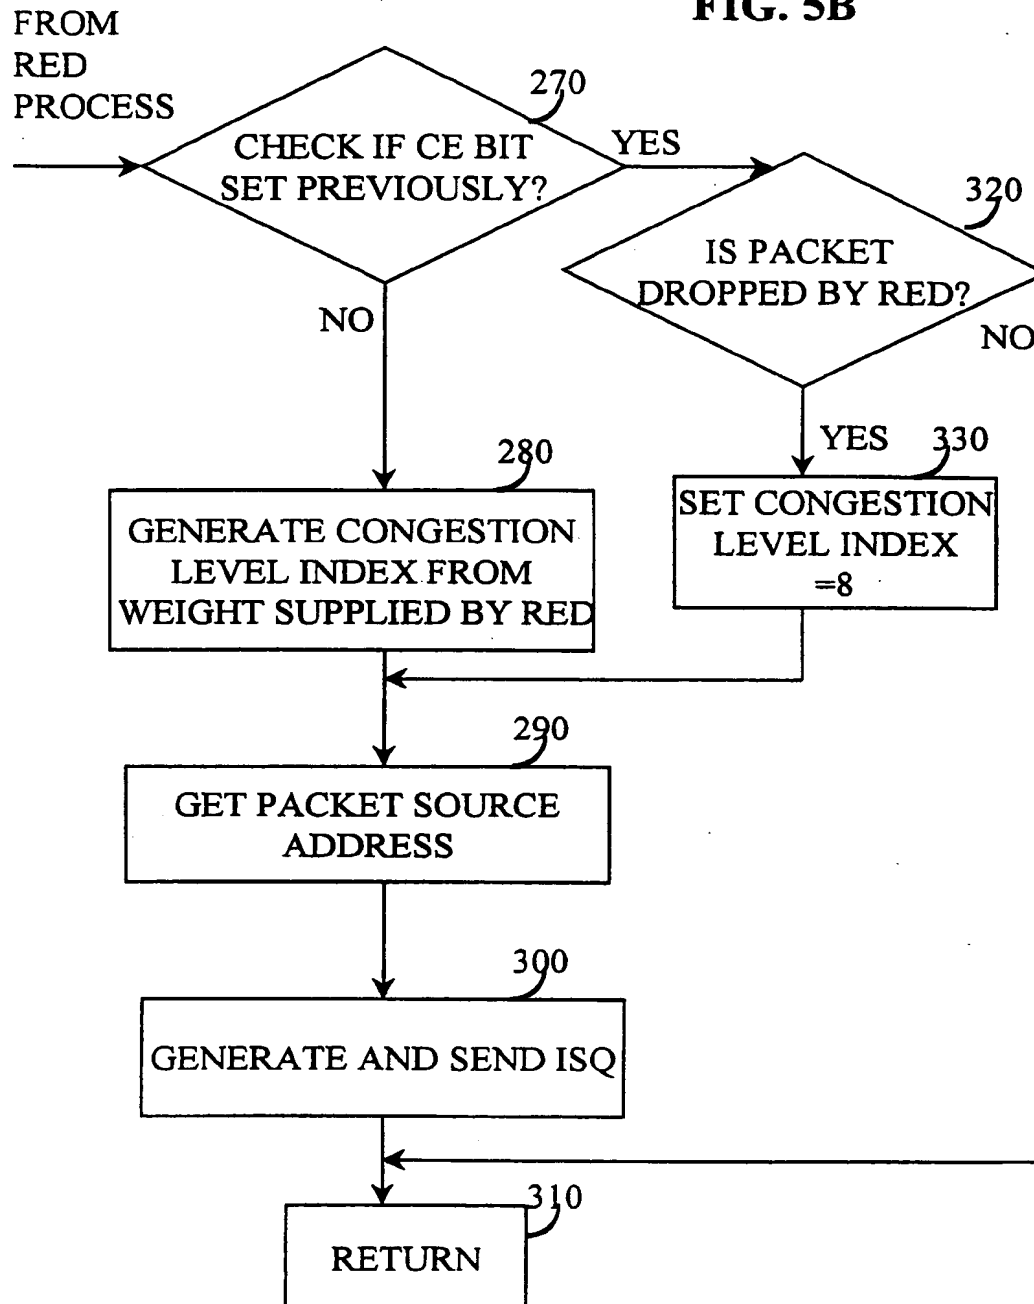 FIG. 5B
FROM
RED
PROCESS
270
CHECK IF CE BIT
SET PREVIOUSLY?
YES
320
IS PACKET
DROPPED BY RED?
NO
NO
YES
280
GENERATE CONGESTION
LEVEL INDEX FROM
WEIGHT SUPPLIED BY RED
330
SET CONGESTION
LEVEL INDEX
=8
290
GET PACKET SOURCE
ADDRESS
300
GENERATE AND SEND ISQ
310
RETURN